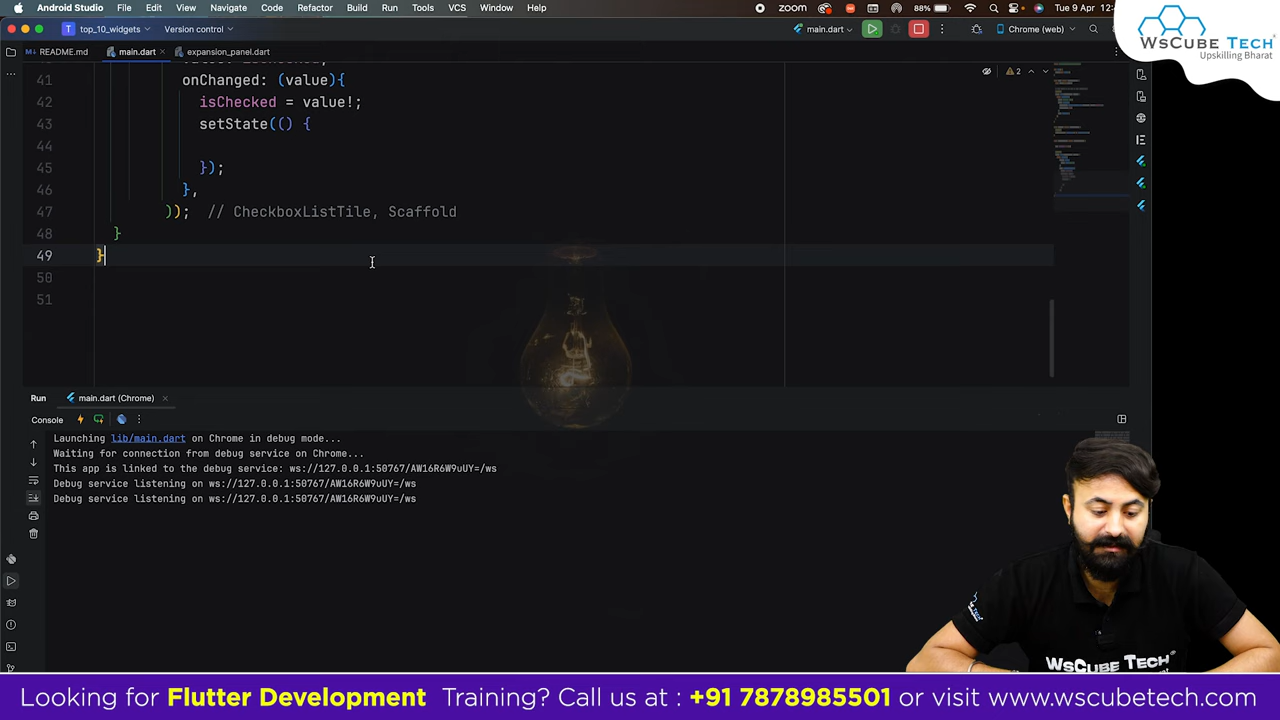 Android Studio File Edit View Navigate Code Refactor Build Run Tools VCS Window Help zoom 88% Tue 9 Apr 12:
WsCube Tech
Upskilling Bharat
T top_10_widgets Version control main.dart Chrome (web)
README.md main.dart expansion_panel.dart
2
41 onChanged: (value){
42 isChecked = value!;
43 setState(() {
44
45 });
46 },
47 )); // CheckboxListTile, Scaffold
48 }
49 }
50
51
Run main.dart (Chrome)
Console
Launching lib/main.dart on Chrome in debug mode...
Waiting for connection from debug service on Chrome...
This app is linked to the debug service: ws://127.0.0.1:50767/AW16R6W9uUY=/ws
Debug service listening on ws://127.0.0.1:50767/AW16R6W9uUY=/ws
Debug service listening on ws://127.0.0.1:50767/AW16R6W9uUY=/ws
WsCube Tech
Looking for Flutter Development Training? Call us at : +91 7878985501 or visit www.wscubetech.com